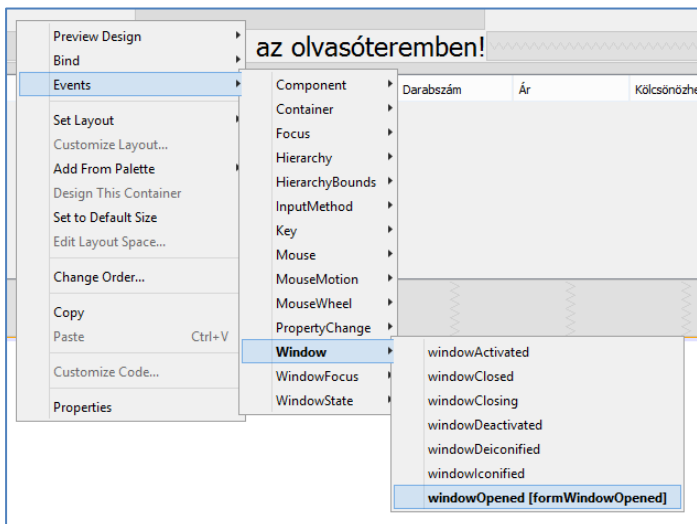 az olvasóteremben!
Darabszám Ár Kölcsönözhe
Preview Design
Bind
Events
Set Layout
Customize Layout...
Add From Palette
Design This Container
Set to Default Size
Edit Layout Space...
Change Order...
Copy
Paste Ctrl+V
Customize Code...
Properties
Component
Container
Focus
Hierarchy
HierarchyBounds
InputMethod
Key
Mouse
MouseMotion
MouseWheel
PropertyChange
Window
WindowFocus
WindowState
windowActivated
windowClosed
windowClosing
windowDeactivated
windowDeiconified
windowIconified
windowOpened [formWindowOpened]